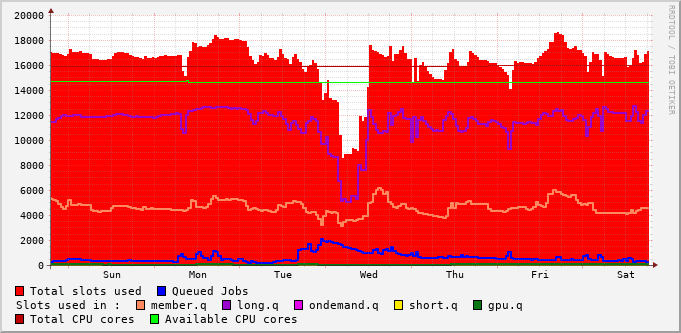 20000
18000
16000
14000
12000
10000
8000
6000
4000
2000
0
Sun Mon Tue Wed Thu Fri Sat
RRDTOOL / TOBI OETIKER
Total slots used Queued Jobs
Slots used in : member.q long.q ondemand.q short.q gpu.q
Total CPU cores Available CPU cores